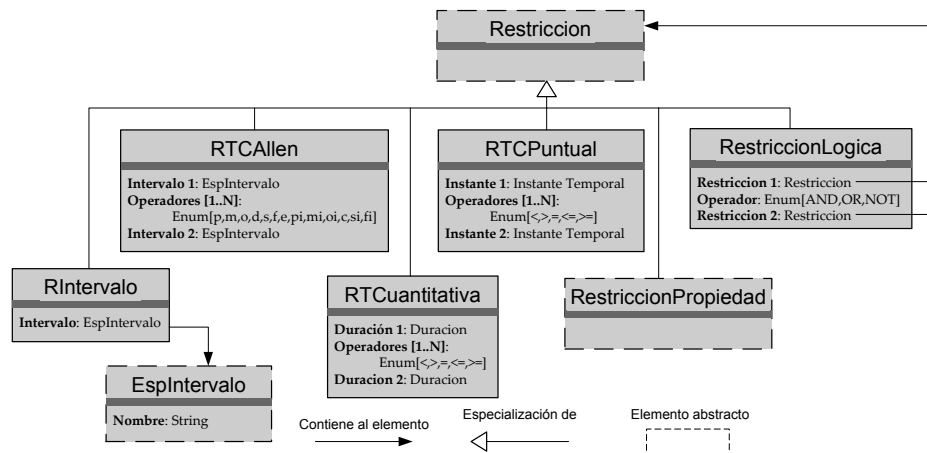 Restriccion
RTCAllen
Intervalo 1: EspIntervalo
Operadores [1..N]:
Enum[p,m,o,d,s,f,e,pi,mi,oi,c,si,fi]
Intervalo 2: EspIntervalo
RTCPuntual
Instante 1: Instante Temporal
Operadores [1..N]:
Enum[<,>,=,<=,>=]
Instante 2: Instante Temporal
RestriccionLogica
Restriccion 1: Restriccion
Operador: Enum[AND,OR,NOT]
Restriccion 2: Restriccion
RIntervalo
Intervalo: EspIntervalo
RTCuantitativa
Duración 1: Duracion
Operadores [1..N]:
Enum[<,>,=,<=,>=]
Duracion 2: Duracion
RestriccionPropiedad
EspIntervalo
Nombre: String
Contiene al elemento
Especialización de
Elemento abstracto